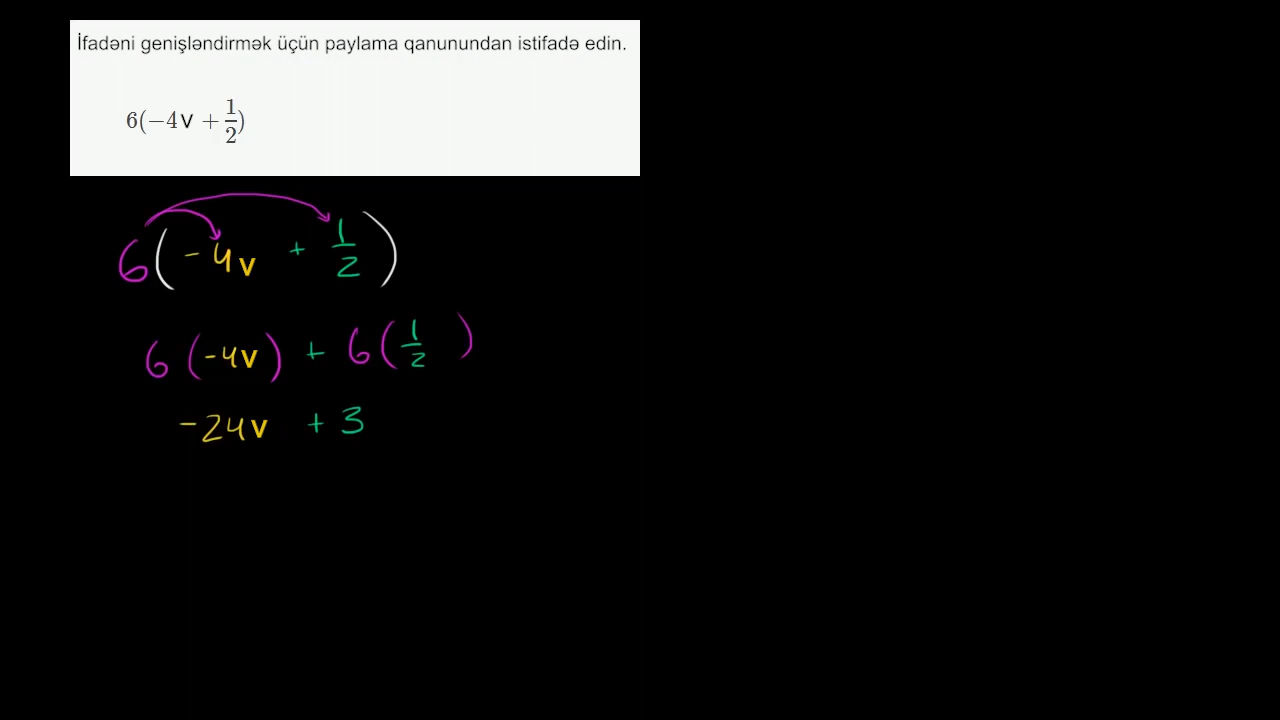 İfadəni genişləndirmək üçün paylama qanunundan istifadə edin.
6(−4v + 1/2)
6(-4v + 1/2)
6(-4v) + 6(1/2)
-24v + 3